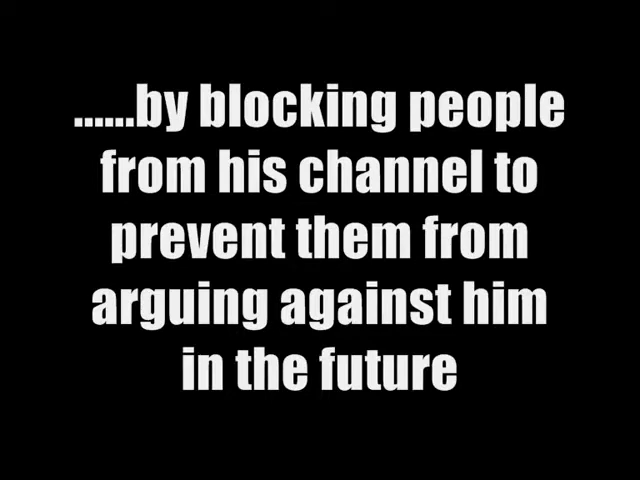 ......by blocking people
from his channel to
prevent them from
arguing against him
in the future